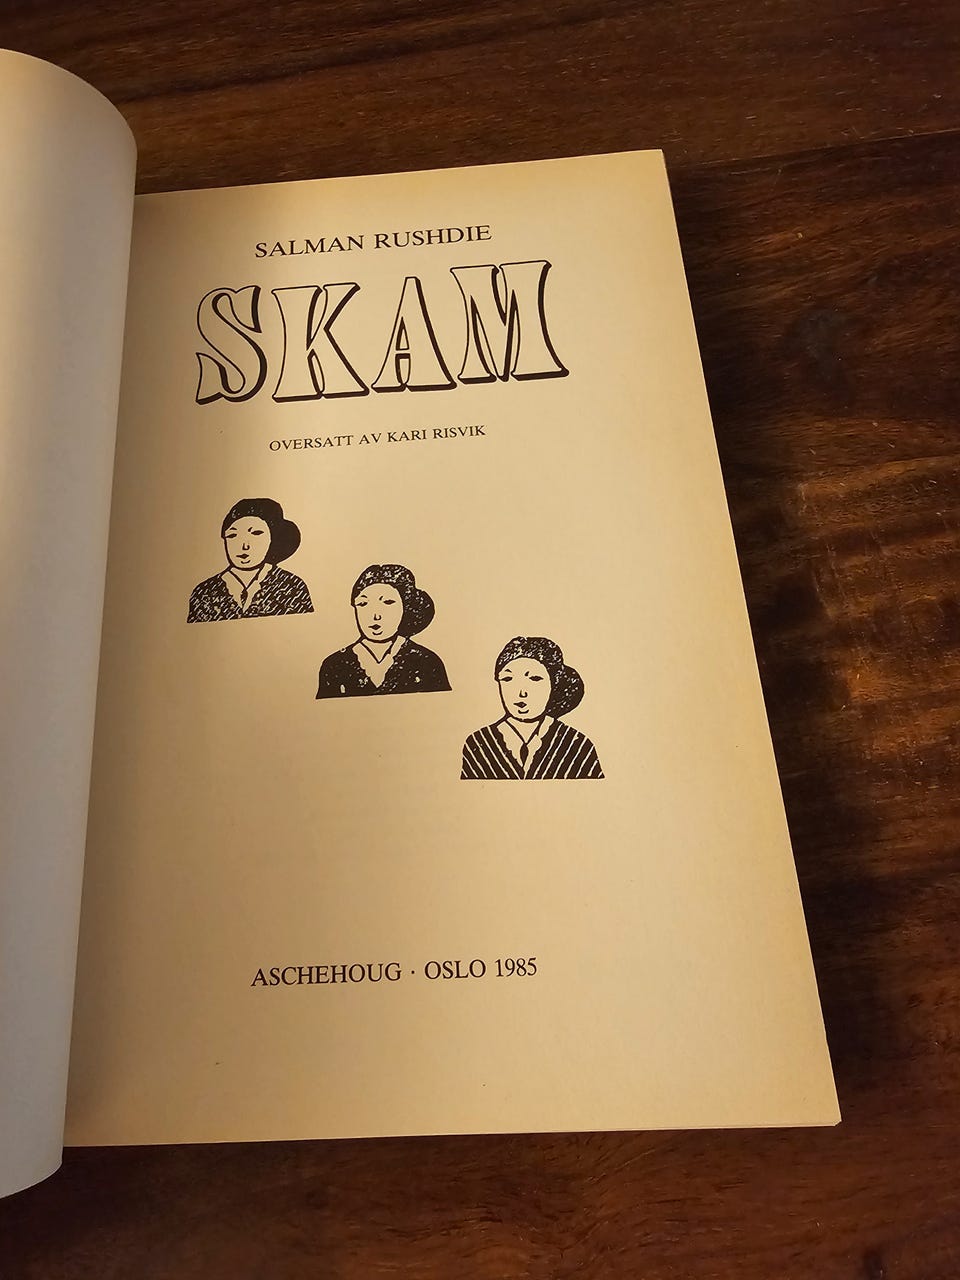 SALMAN RUSHDIE
SKAM
OVERSATT AV KARI RISVIK
ASCHEHOUG · OSLO 1985